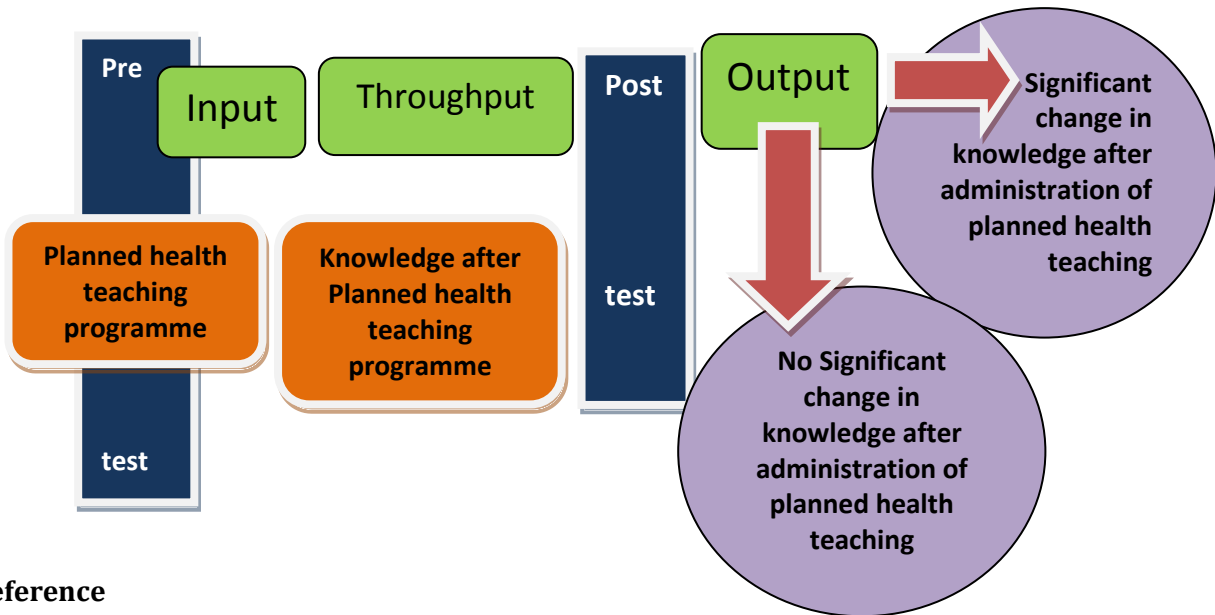 Pre
test
Input
Throughput
Post
test
Output
Significant
change in
knowledge after
administration of
planned health
teaching
Planned health
teaching
programme
Knowledge after
Planned health
teaching
programme
No Significant
change in
knowledge after
administration of
planned health
teaching
eference